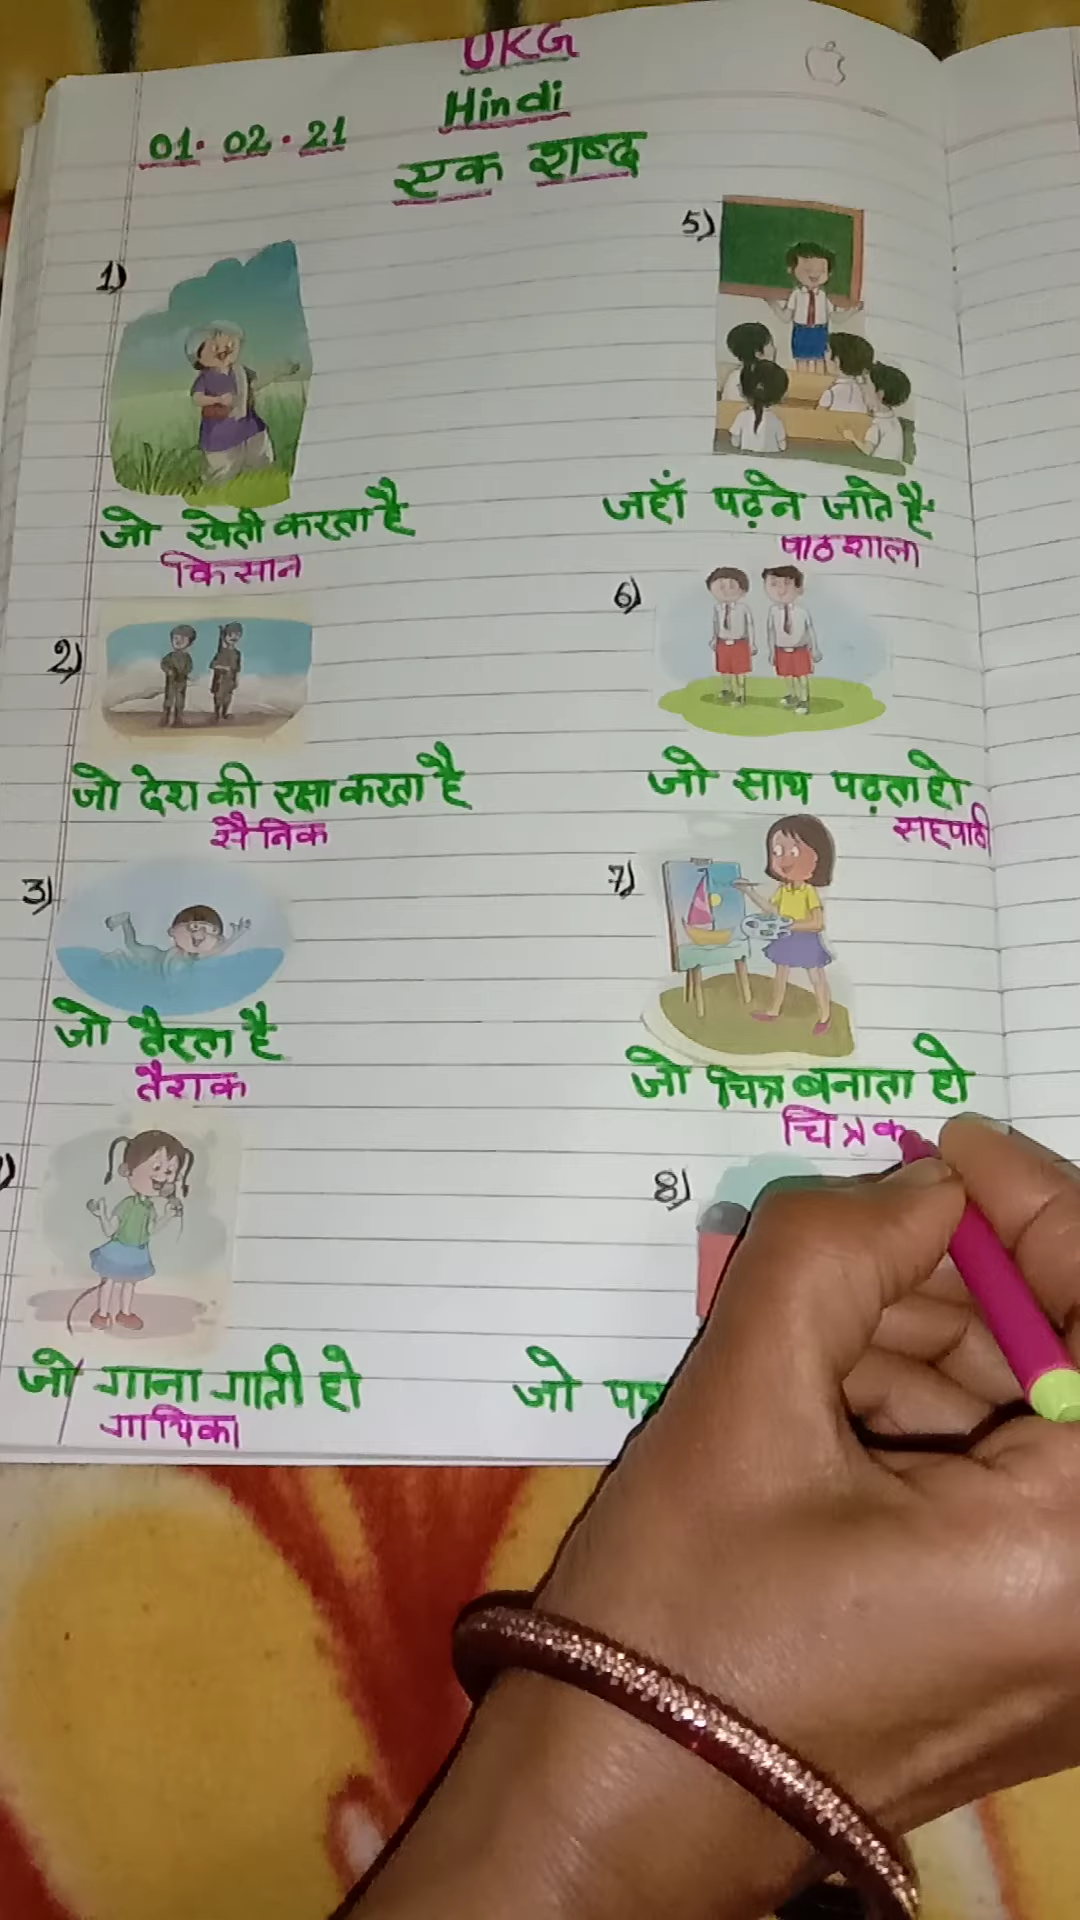 UKG
Hindi
01.02.21
एक शब्द
1)
जो खेती करता है
किसान
2)
जो देश की रक्षा करता है
सैनिक
3)
जो तैरता है
तैराक
जो गाना गाती हो
गायिका
5)
जहाँ पढ़ने जाते है
पाठशाला
6)
जो साथ पढ़ता हो
सहपाठी
7)
जो चित्र बनाता हो
चित्रक
8)
जो